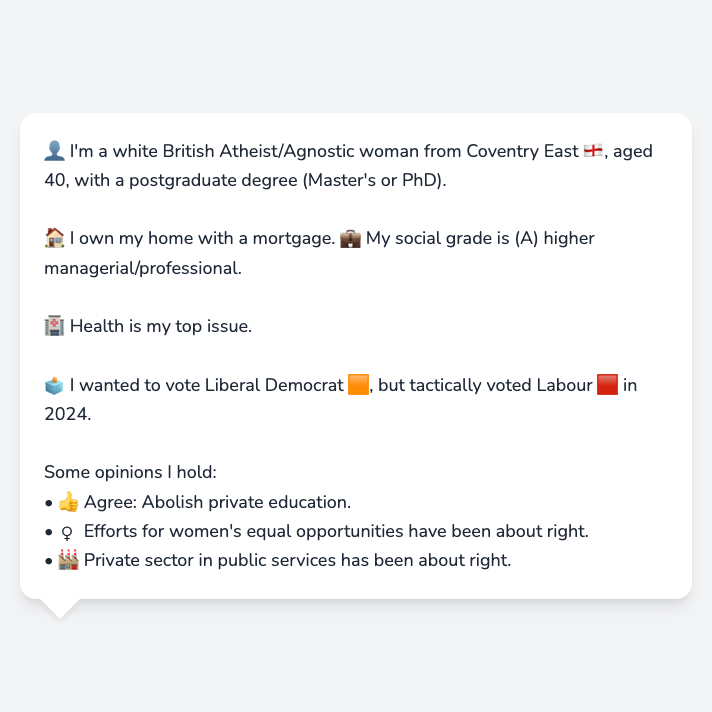 👤 I'm a white British Atheist/Agnostic woman from Coventry East 🏴󠁧󠁢󠁥󠁮󠁧󠁿, aged
40, with a postgraduate degree (Master's or PhD).
🏠 I own my home with a mortgage. 💼 My social grade is (A) higher
managerial/professional.
🏥 Health is my top issue.
🗳️ I wanted to vote Liberal Democrat 🟧, but tactically voted Labour 🟥 in
2024.
Some opinions I hold:
• 👍 Agree: Abolish private education.
• ♀ Efforts for women's equal opportunities have been about right.
• 🏭 Private sector in public services has been about right.